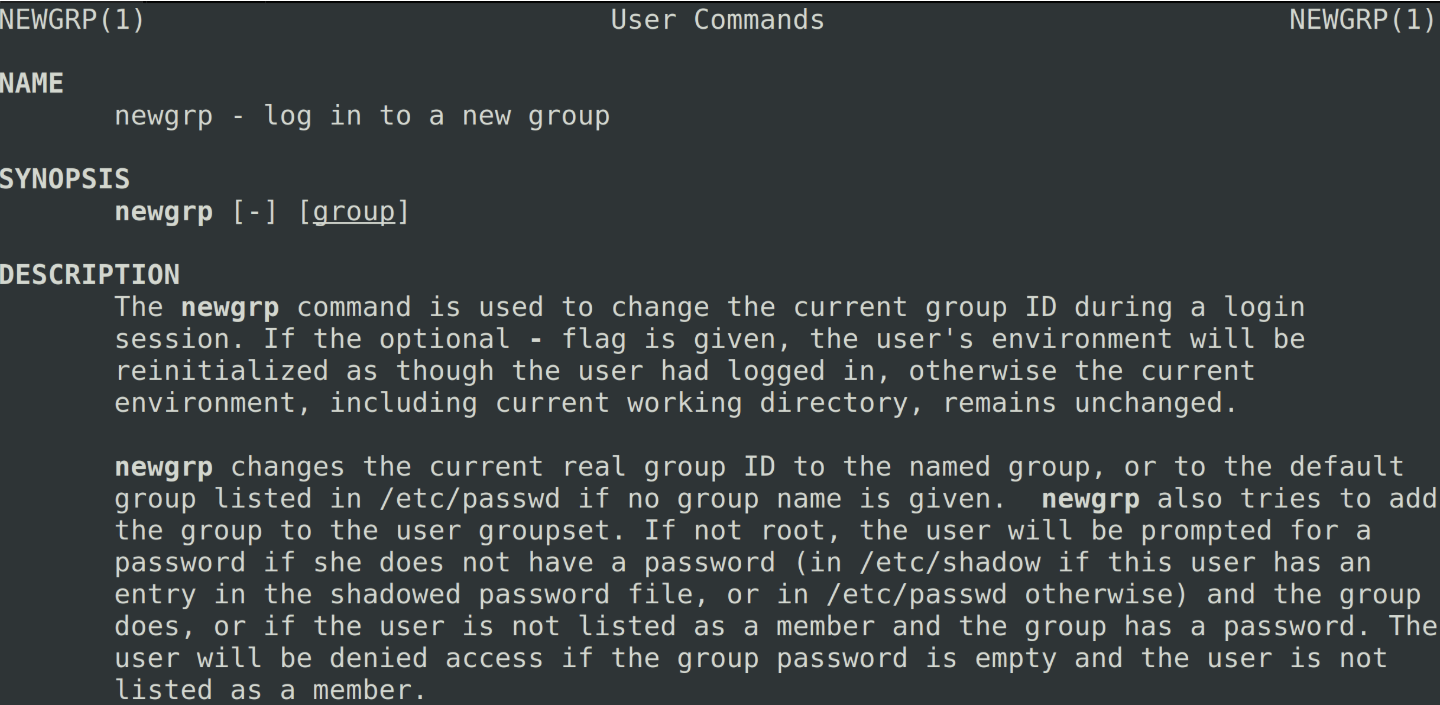 NEWGRP(1) User Commands NEWGRP(1)
NAME
newgrp - log in to a new group
SYNOPSIS
newgrp [-] [group]
DESCRIPTION
The newgrp command is used to change the current group ID during a login
session. If the optional - flag is given, the user's environment will be
reinitialized as though the user had logged in, otherwise the current
environment, including current working directory, remains unchanged.
newgrp changes the current real group ID to the named group, or to the default
group listed in /etc/passwd if no group name is given.  newgrp also tries to add
the group to the user groupset. If not root, the user will be prompted for a
password if she does not have a password (in /etc/shadow if this user has an
entry in the shadowed password file, or in /etc/passwd otherwise) and the group
does, or if the user is not listed as a member and the group has a password. The
user will be denied access if the group password is empty and the user is not
listed as a member.